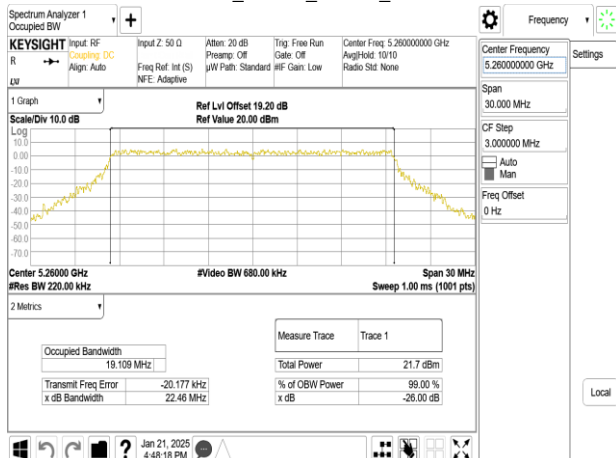 Spectrum Analyzer 1
Occupied BW
Frequency
KEYSIGHT
R
Input: RF
Coupling: DC
Align: Auto
Input Z: 50 Ω
Freq Ref: Int (S)
NFE: Adaptive
Atten: 20 dB
Preamp: Off
µW Path: Standard
Trig: Free Run
Gate: Off
#IF Gain: Low
Center Freq: 5.260000000 GHz
Avg|Hold: 10/10
Radio Std: None
Center Frequency
5.260000000 GHz
Span
30.000 MHz
CF Step
3.000000 MHz
Auto
Man
Freq Offset
0 Hz
Settings
Local
1 Graph
Scale/Div 10.0 dB
Ref Lvl Offset 19.20 dB
Ref Value 20.00 dBm
Log
10.0
0.00
-10.0
-20.0
-30.0
-40.0
-50.0
-60.0
-70.0
Center 5.26000 GHz
#Res BW 220.00 kHz
#Video BW 680.00 kHz
Span 30 MHz
Sweep 1.00 ms (1001 pts)
2 Metrics
Measure Trace Trace 1
Occupied Bandwidth
19.109 MHz
Total Power 21.7 dBm
Transmit Freq Error -20.177 kHz
% of OBW Power 99.00 %
x dB Bandwidth 22.46 MHz
x dB -26.00 dB
Jan 21, 2025
4:48:18 PM